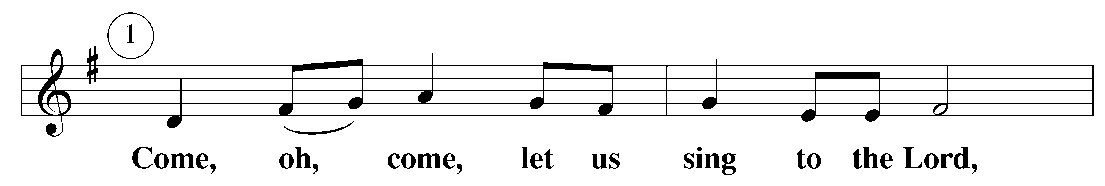 1
Come, oh, come, let us sing to the Lord,